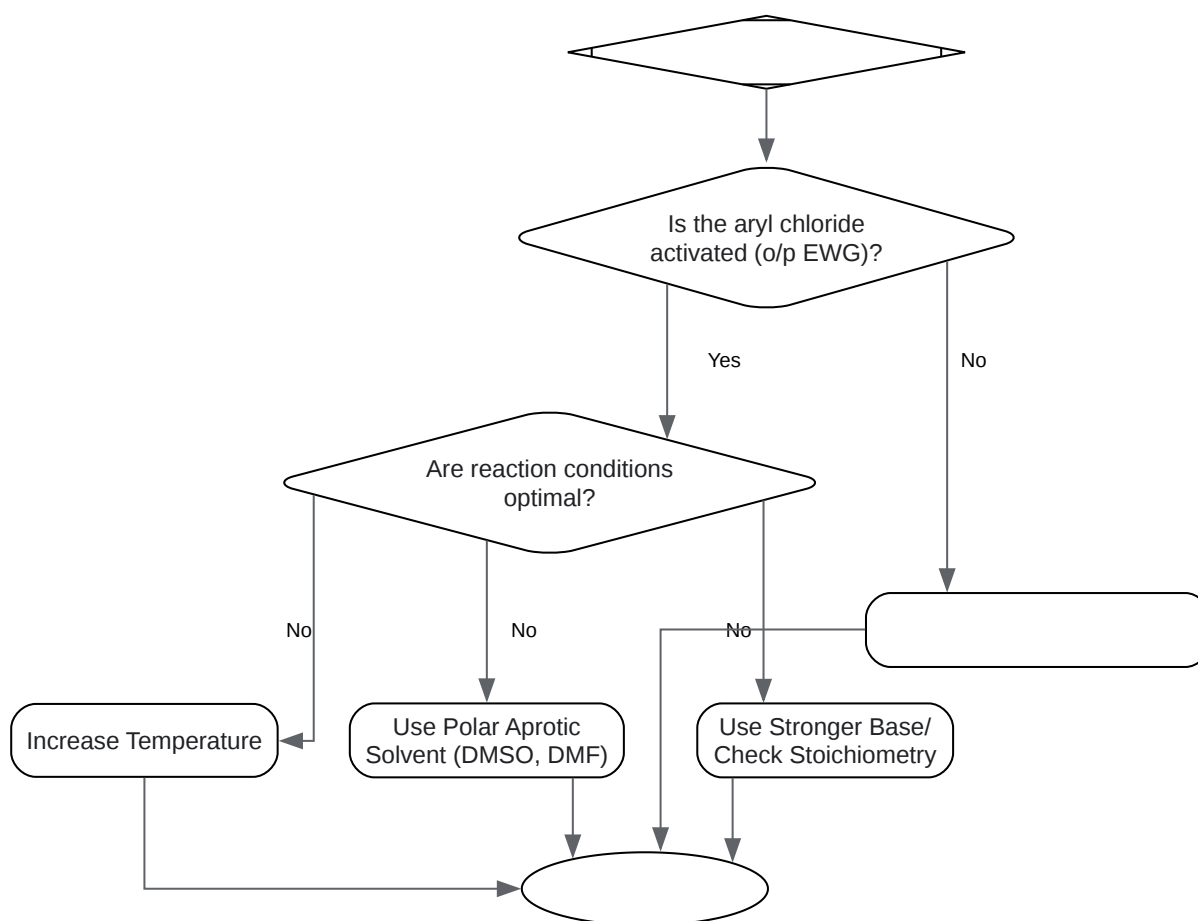 Is the aryl chloride
activated (o/p EWG)?
Yes
No
Are reaction conditions
optimal?
No
No
No
Increase Temperature
Use Polar Aprotic
Solvent (DMSO, DMF)
Use Stronger Base/
Check Stoichiometry